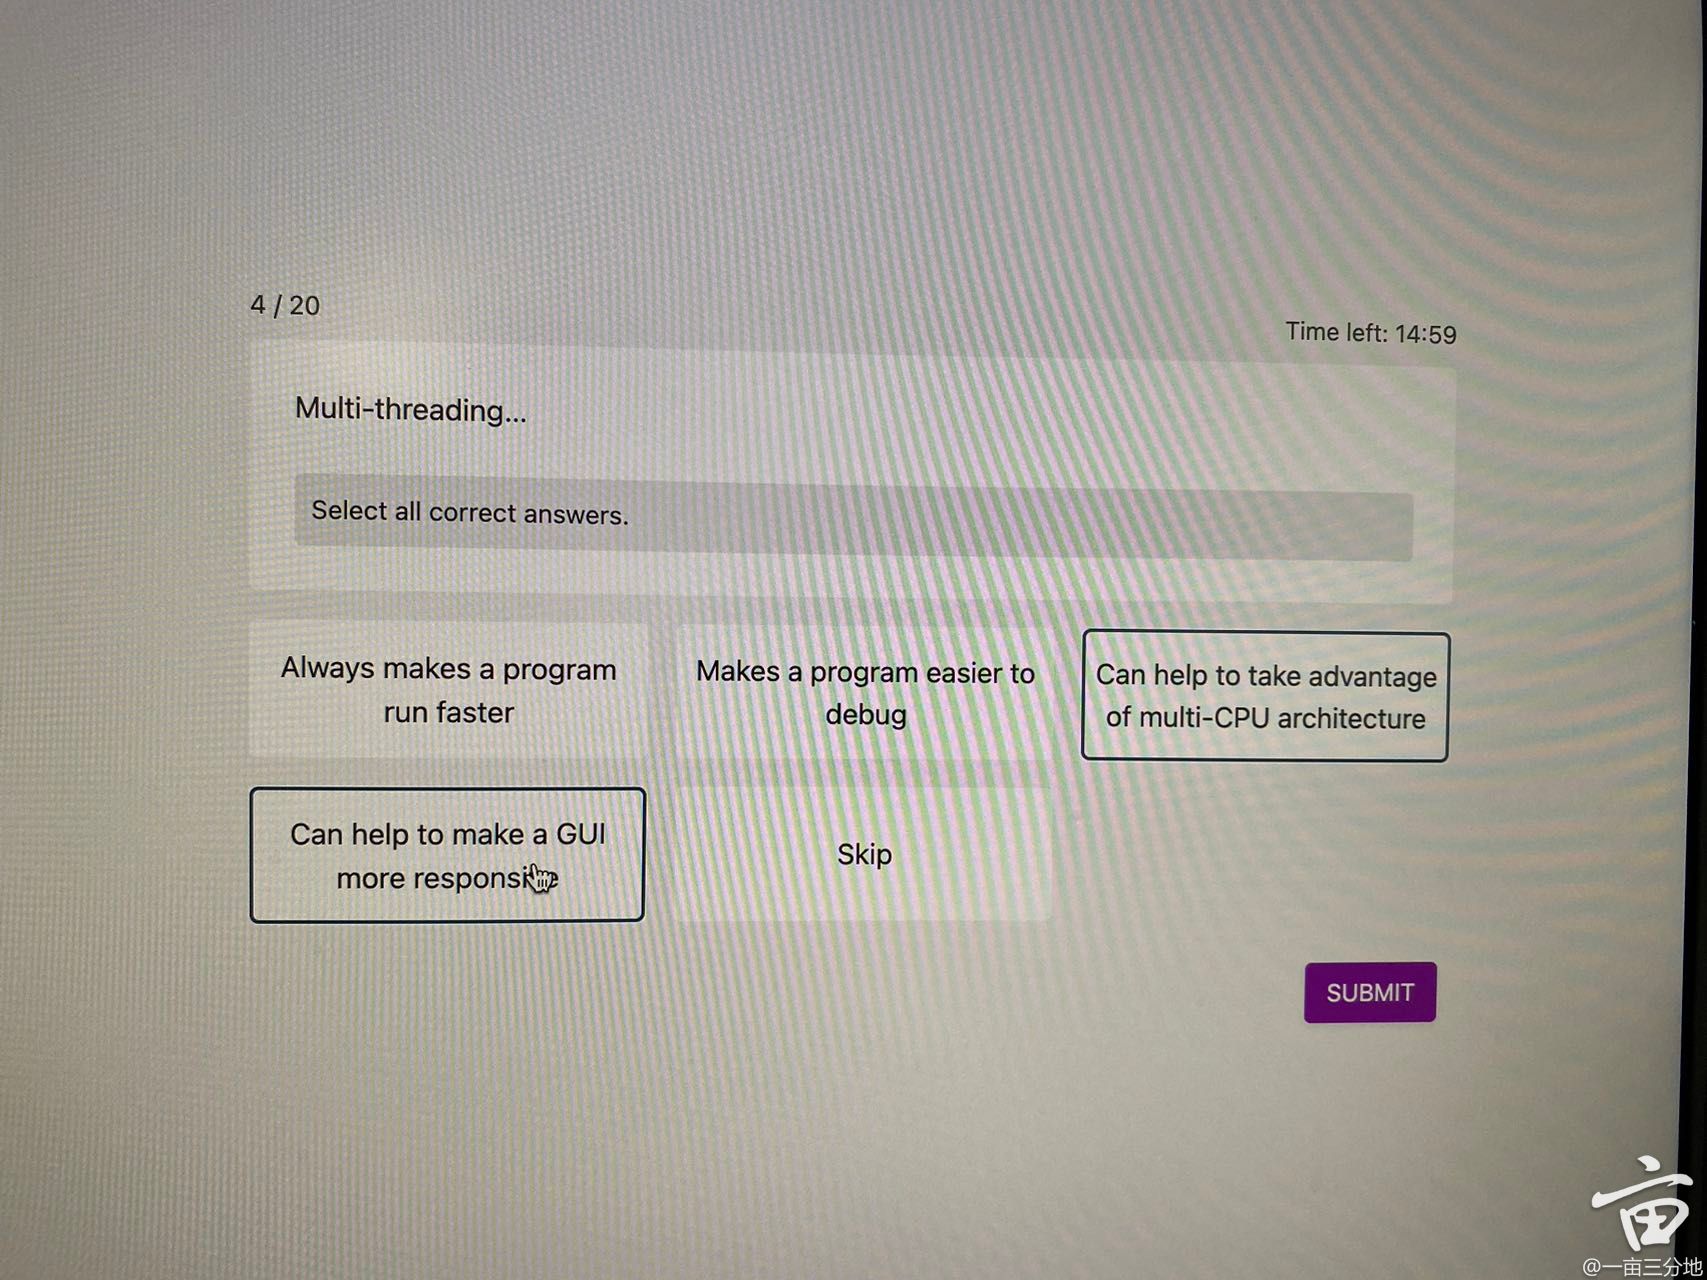 4 / 20
Time left: 14:59
Multi-threading...
Select all correct answers.
Always makes a program
run faster
Makes a program easier to
debug
Can help to take advantage
of multi-CPU architecture
Can help to make a GUI
more responsive
Skip
SUBMIT
亩
@一亩三分地